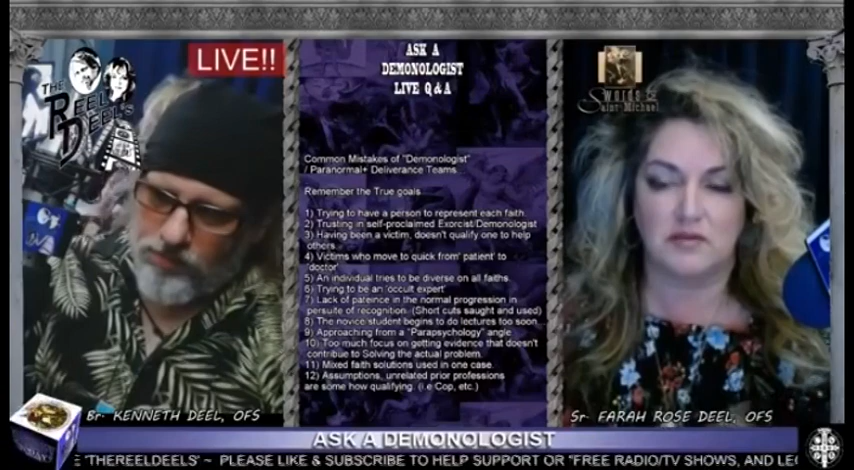 LIVE!!
THE
REEL
DEEL'S
ASK A
DEMONOLOGIST
LIVE Q&A
Common Mistakes of "Demonologist"
/ Paranormal+ Deliverance Teams...
Remember the True goals
1) Trying to have a person to represent each faith.
2) Trusting in self-proclaimed Exorcist/Demonologist
3) Having been a victim, doesn't qualify one to help
others
4) Victims who move to quick from' patient' to
'doctor'
5) An individual tries to be diverse on all faiths.
6) Trying to be an 'occult expert'
7) Lack of patience in the normal progression in
persuite of recognition. (Short cuts saught and used)
8) The novice student begins to do lectures too soon.
9) Approaching from a "Parapsychology" angle
10) Too much focus on getting evidence that doesn't
contribue to Solving the actual problem.
11) Mixed faith solutions used in one case.
12) Assumptions, unrelated prior professions
are some how qualifying. (i.e Cop, etc.)
Swords of
Saint Michael
Br. KENNETH DEEL, OFS
Sr. FARAH ROSE DEEL, OFS
ASK A DEMONOLOGIST
E "THEREELDEELS" ~ PLEASE LIKE & SUBSCRIBE TO HELP SUPPORT OR "FREE RADIO/TV SHOWS, AND LE